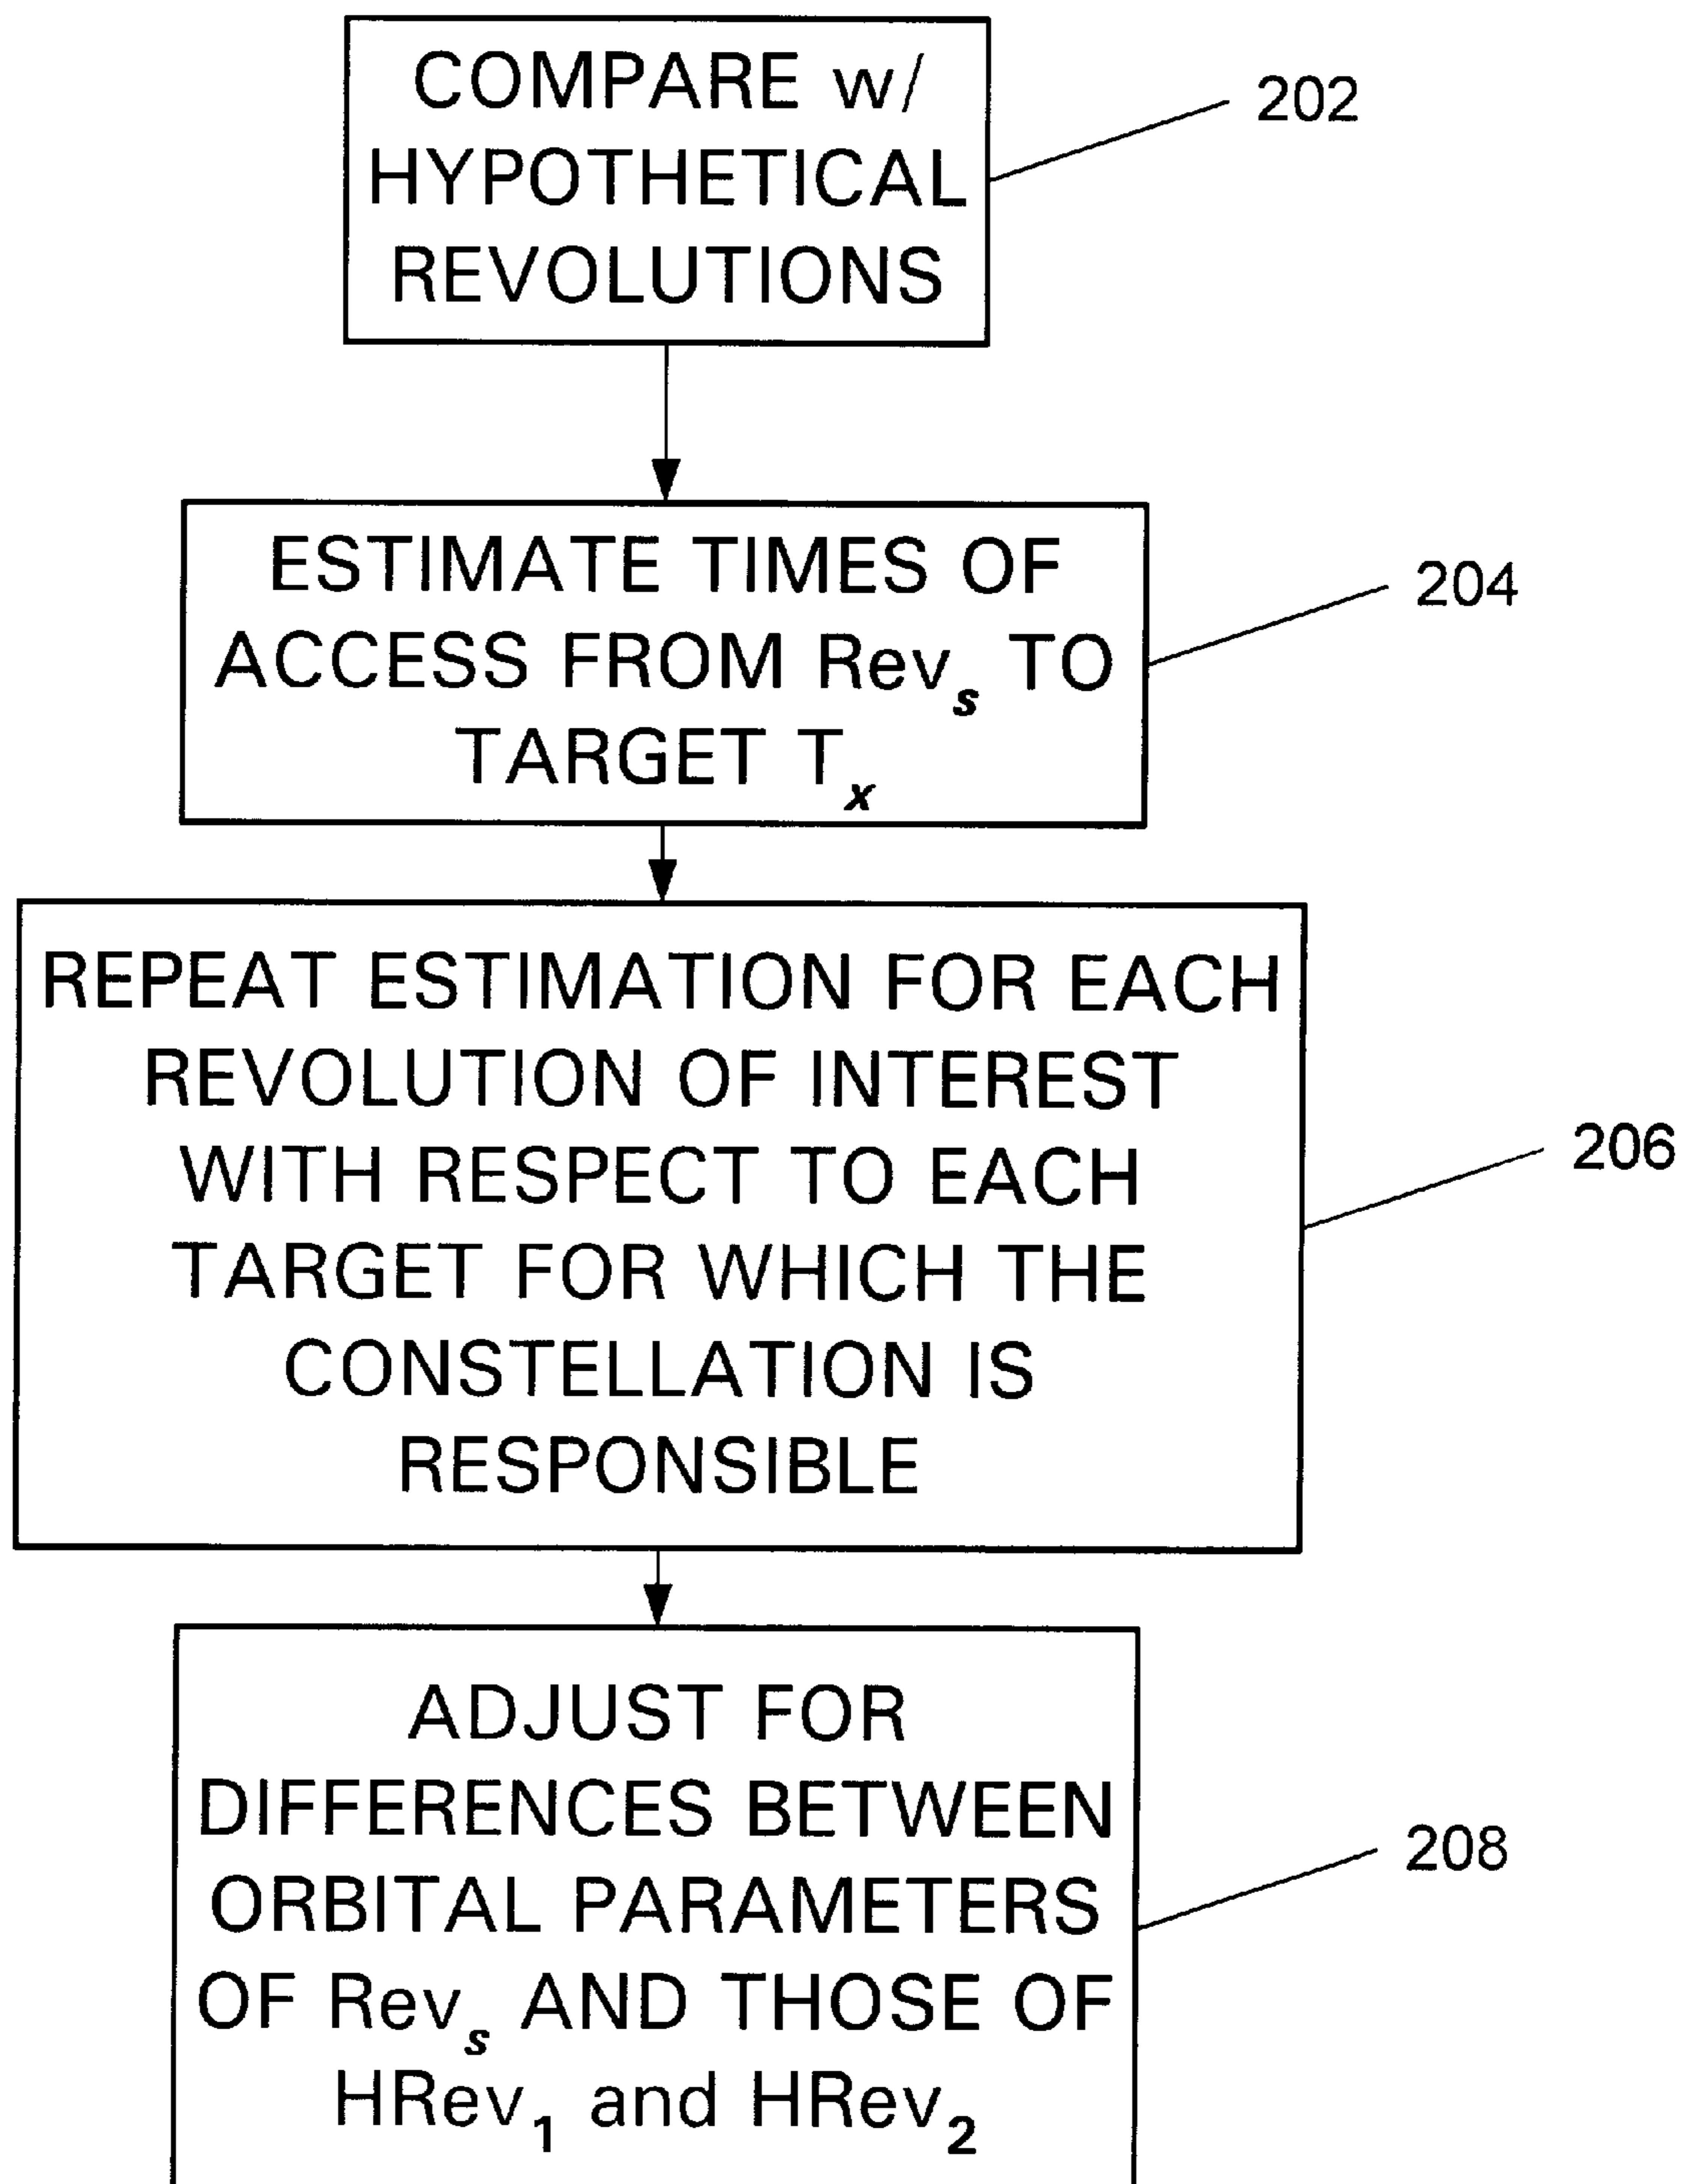 COMPARE w/
HYPOTHETICAL
REVOLUTIONS
202
ESTIMATE TIMES OF
ACCESS FROM Revₛ TO
TARGET Tₓ
204
REPEAT ESTIMATION FOR EACH
REVOLUTION OF INTEREST
WITH RESPECT TO EACH
TARGET FOR WHICH THE
CONSTELLATION IS
RESPONSIBLE
206
ADJUST FOR
DIFFERENCES BETWEEN
ORBITAL PARAMETERS
OF Revₛ AND THOSE OF
HRev₁ and HRev₂
208